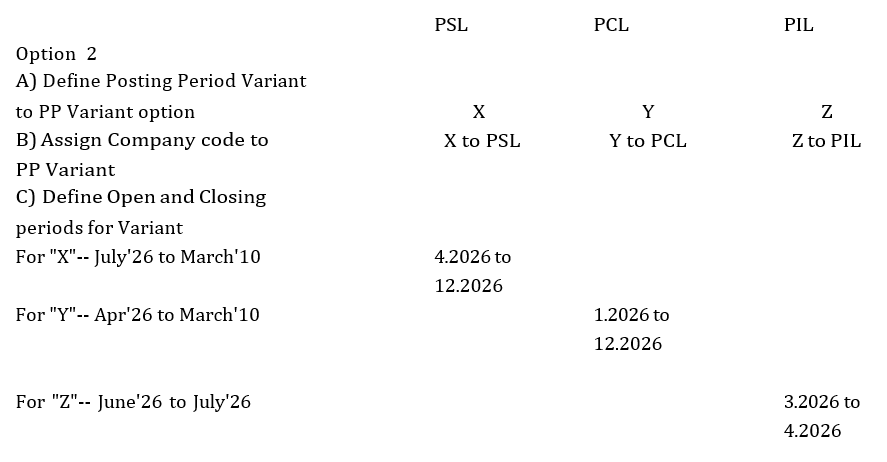 PSL PCL PIL
Option 2
A) Define Posting Period Variant
to PP Variant option X Y Z
B) Assign Company code to X to PSL Y to PCL Z to PIL
PP Variant
C) Define Open and Closing
periods for Variant
For "X"-- July'26 to March'10 4.2026 to
12.2026
For "Y"-- Apr'26 to March'10 1.2026 to
12.2026
For "Z"-- June'26 to July'26 3.2026 to
4.2026